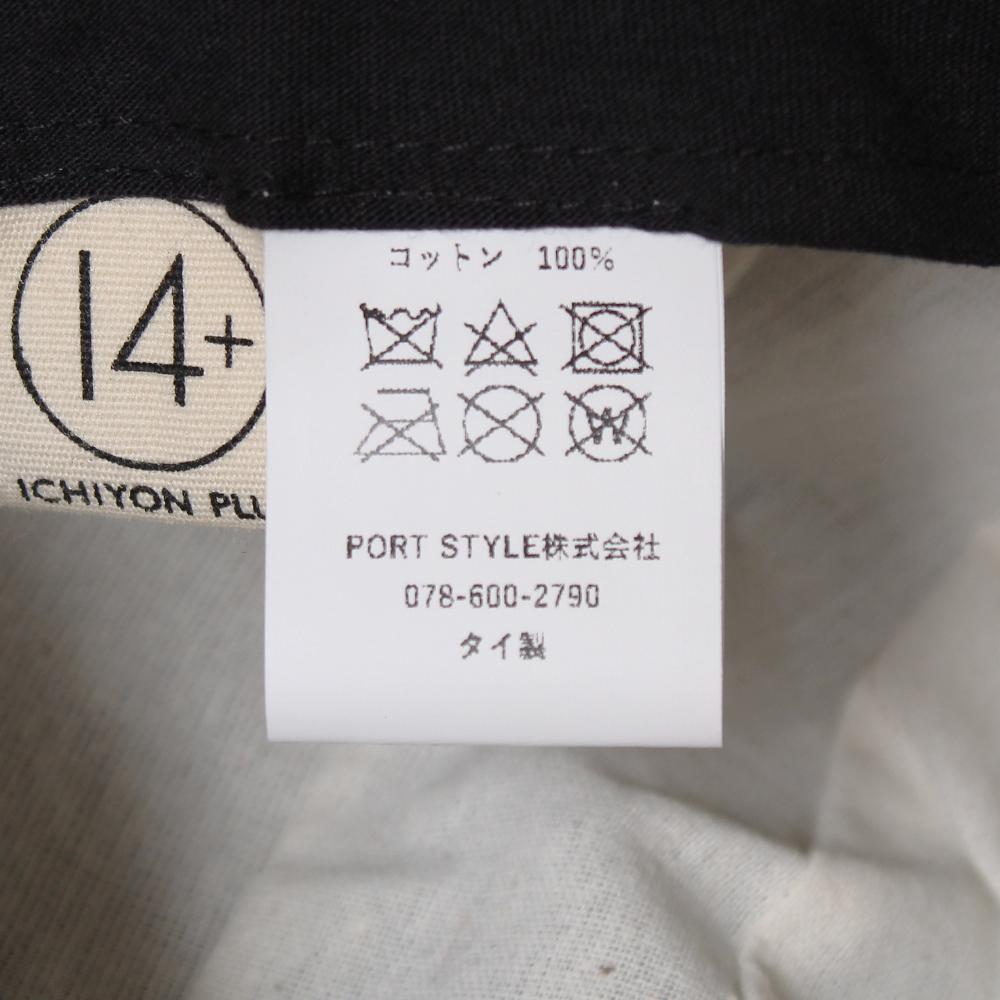 14+
ICHIYON
コットン 100%
W
PORT STYLE株式会社
078-600-2790
タイ製